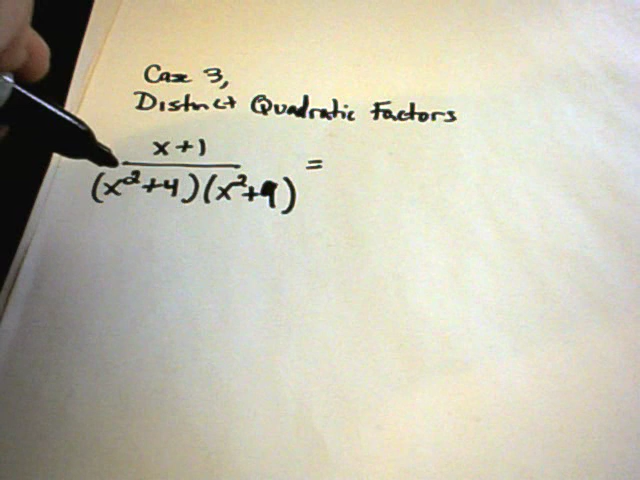 Case 3,
Distinct Quadratic Factors
x+1
(x²+4)(x²+9) =